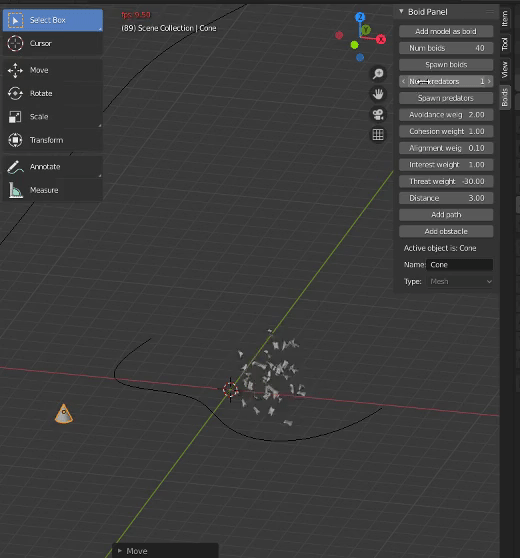 Select Box
Cursor
Move
Rotate
Scale
Transform
Annotate
Measure
fps: 9.50
(89) Scene Collection | Cone
Z
Y
X
Boid Panel
Add model as boid
Num boids 40
Spawn boids
Num predators 1
Spawn predators
Avoidance weig 2.00
Cohesion weight 1.00
Alignment weig 0.10
Interest weight 1.00
Threat weight -30.00
Distance 3.00
Add path
Add obstacle
Active object is: Cone
Name: Cone
Type: Mesh
Item
Tool
View
Boids
Move